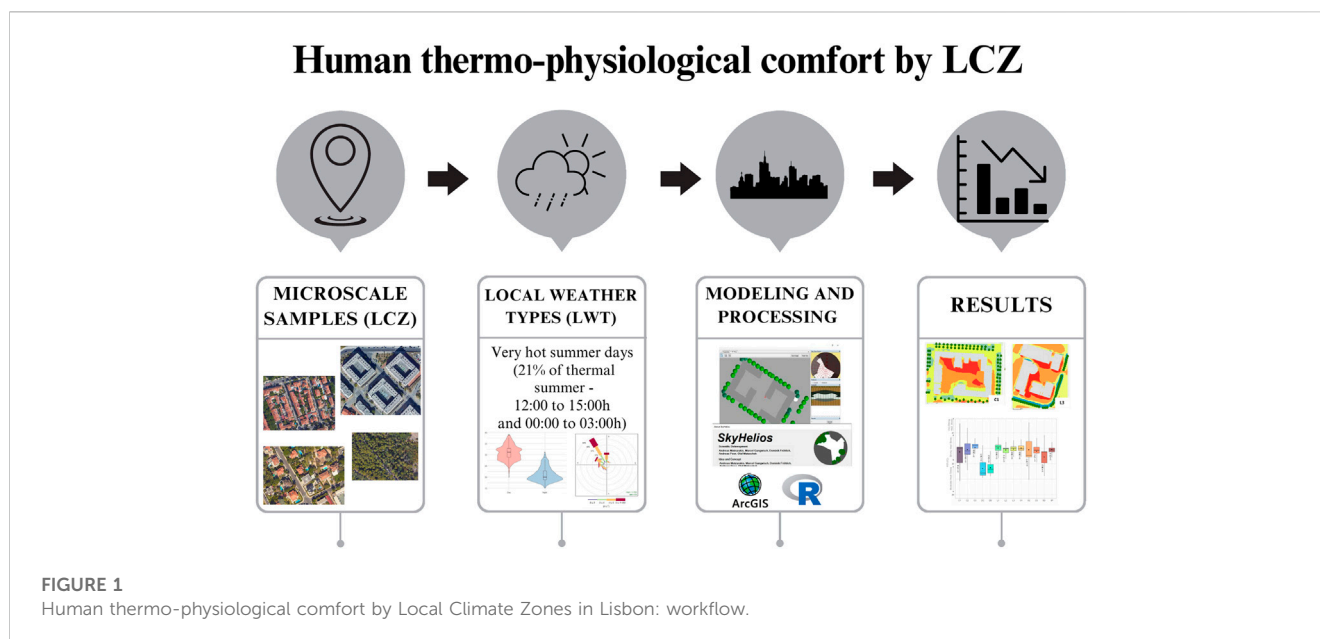 Human thermo-physiological comfort by LCZ
MICROSCALE
SAMPLES (LCZ)
LOCAL WEATHER
TYPES (LWT)
Very hot summer days
(21% of thermal
summer -
12:00 to 15:00h
and 00:00 to 03:00h)
MODELING AND
PROCESSING
SkyHelios
ArcGIS
R
RESULTS
FIGURE 1
Human thermo-physiological comfort by Local Climate Zones in Lisbon: workflow.